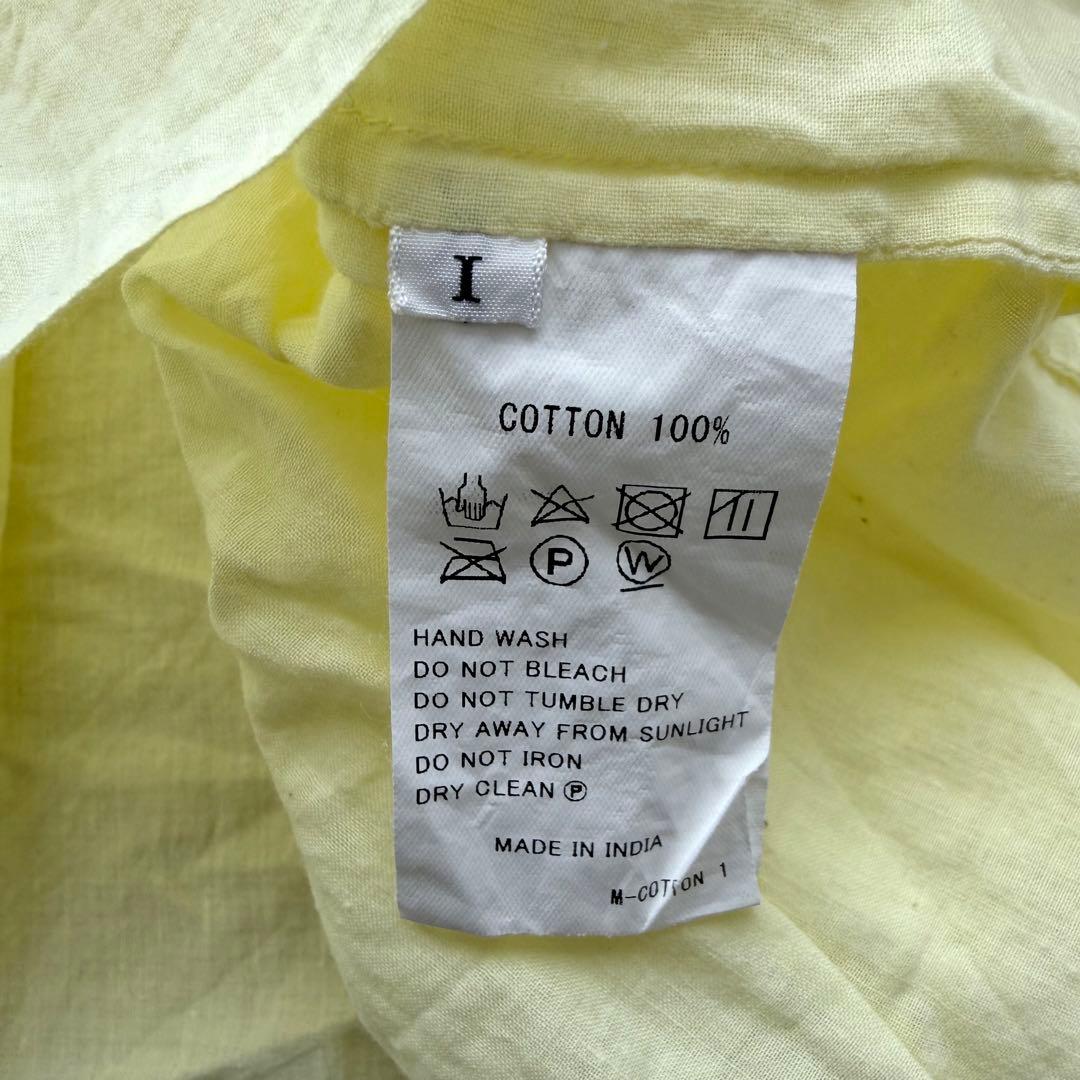 I
COTTON 100%
P W
HAND WASH
DO NOT BLEACH
DO NOT TUMBLE DRY
DRY AWAY FROM SUNLIGHT
DO NOT IRON
DRY CLEAN Ⓟ
MADE IN INDIA
M-COTTON 1